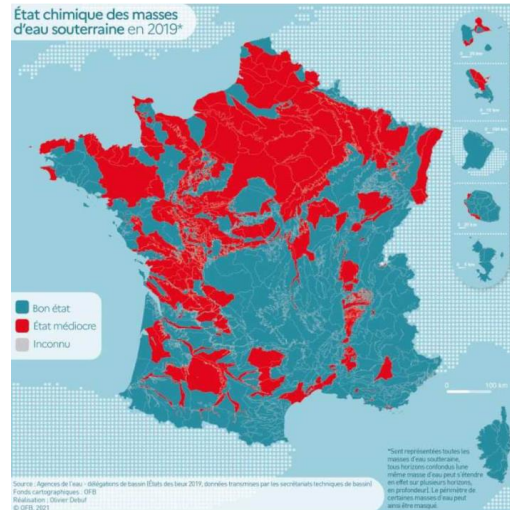 État chimique des masses
d'eau souterraine en 2019*
Bon état
État médiocre
Inconnu
100 km
*Sont représentées toutes les
masses d'eau souterraine,
tous horizons confondus (une
même masse d'eau peut s'étendre
en effet sur plusieurs horizons,
en profondeur). Le périmètre de
certaines masses d'eau peut
ainsi être masqué.
Source : Agences de l'eau - délégations de bassin (États des lieux 2019, données transmises par les secrétariats techniques de bassin)
Fonds cartographiques : OFB
Réalisation : Olivier Debuf
© OFB, 2021